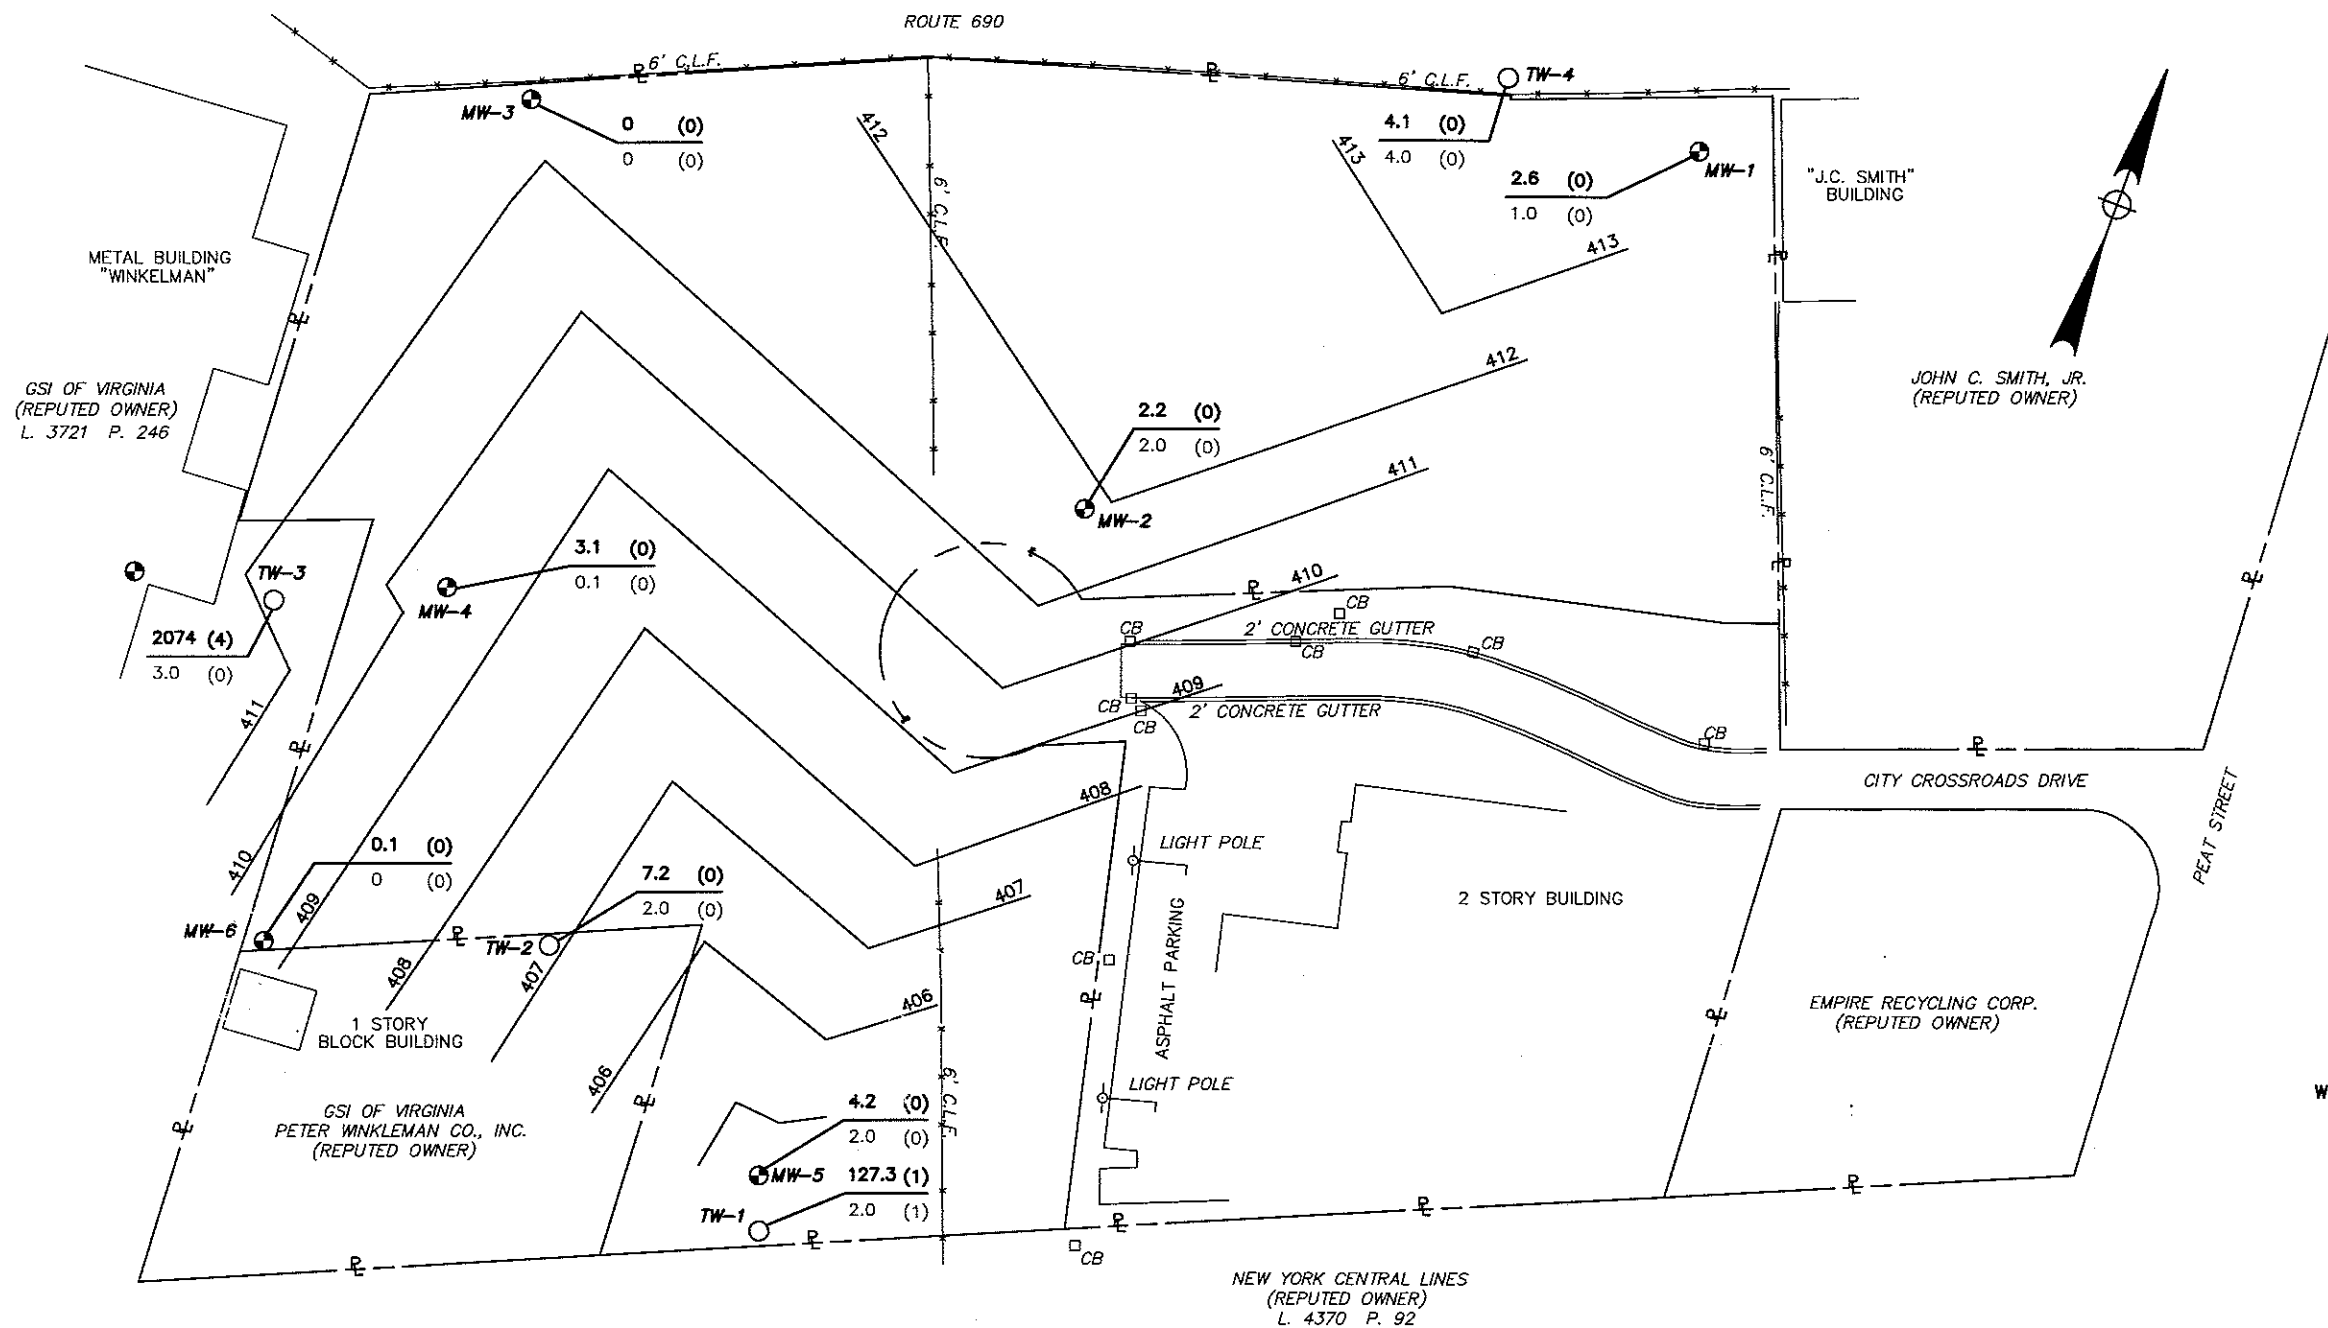 ROUTE 690
6' C.L.F.
6' C.L.F.
TW-4
MW-3
0 (0)
0 (0)
412
413
4.1 (0)
4.0 (0)
MW-1
2.6 (0)
1.0 (0)
"J.C. SMITH"
BUILDING
6' C.L.F.
413
METAL BUILDING
"WINKELMAN"
GSI OF VIRGINIA
(REPUTED OWNER)
L. 3721 P. 246
JOHN C. SMITH, JR.
(REPUTED OWNER)
412
2.2 (0)
2.0 (0)
MW-2
411
6' C.L.F.
3.1 (0)
0.1 (0)
MW-4
TW-3
2074 (4)
3.0 (0)
410
CB
CB
2' CONCRETE GUTTER
CB
CB
409
CB
CB
2' CONCRETE GUTTER
CB
411
CITY CROSSROADS DRIVE
PEAT STREET
408
LIGHT POLE
2 STORY BUILDING
0.1 (0)
0 (0)
410
7.2 (0)
2.0 (0)
407
409
MW-6
TW-2
408
407
CB
ASPHALT PARKING
406
1 STORY
BLOCK BUILDING
EMPIRE RECYCLING CORP.
(REPUTED OWNER)
406
LIGHT POLE
W
GSI OF VIRGINIA
PETER WINKLEMAN CO., INC.
(REPUTED OWNER)
4.2 (0)
2.0 (0)
6' C.L.F.
MW-5
127.3 (1)
2.0 (1)
TW-1
CB
NEW YORK CENTRAL LINES
(REPUTED OWNER)
L. 4370 P. 92